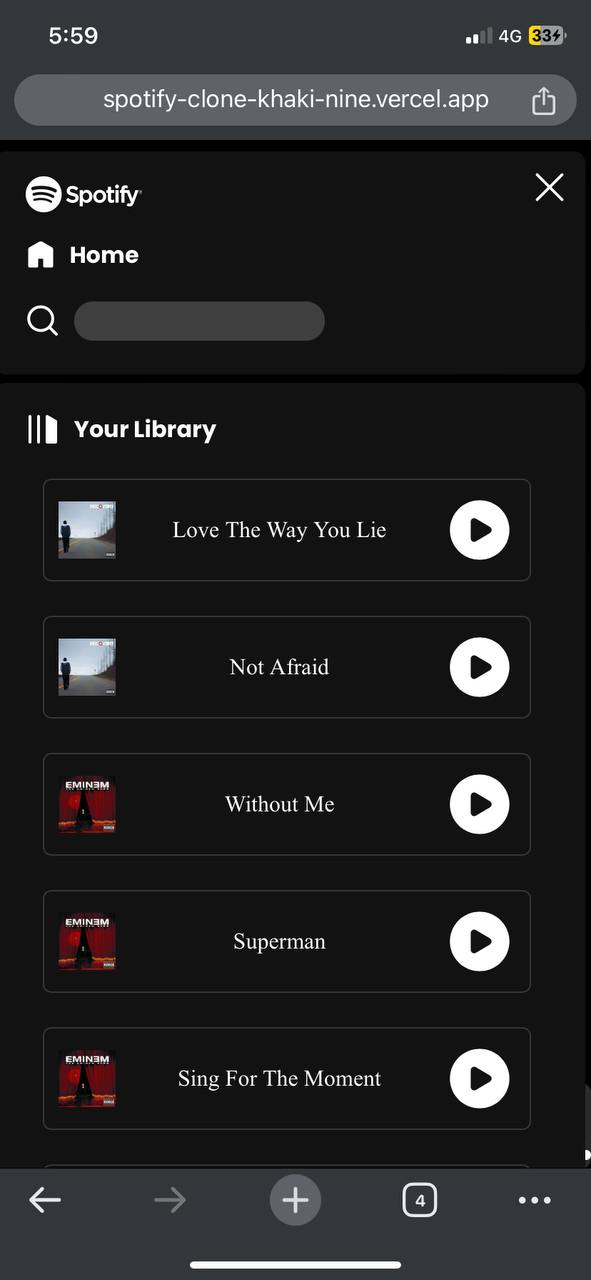 5:59
4G
33
spotify-clone-khaki-nine.vercel.app
Spotify
Home
Your Library
Love The Way You Lie
Not Afraid
EMINEM
Without Me
EMINEM
Superman
EMINEM
Sing For The Moment
4